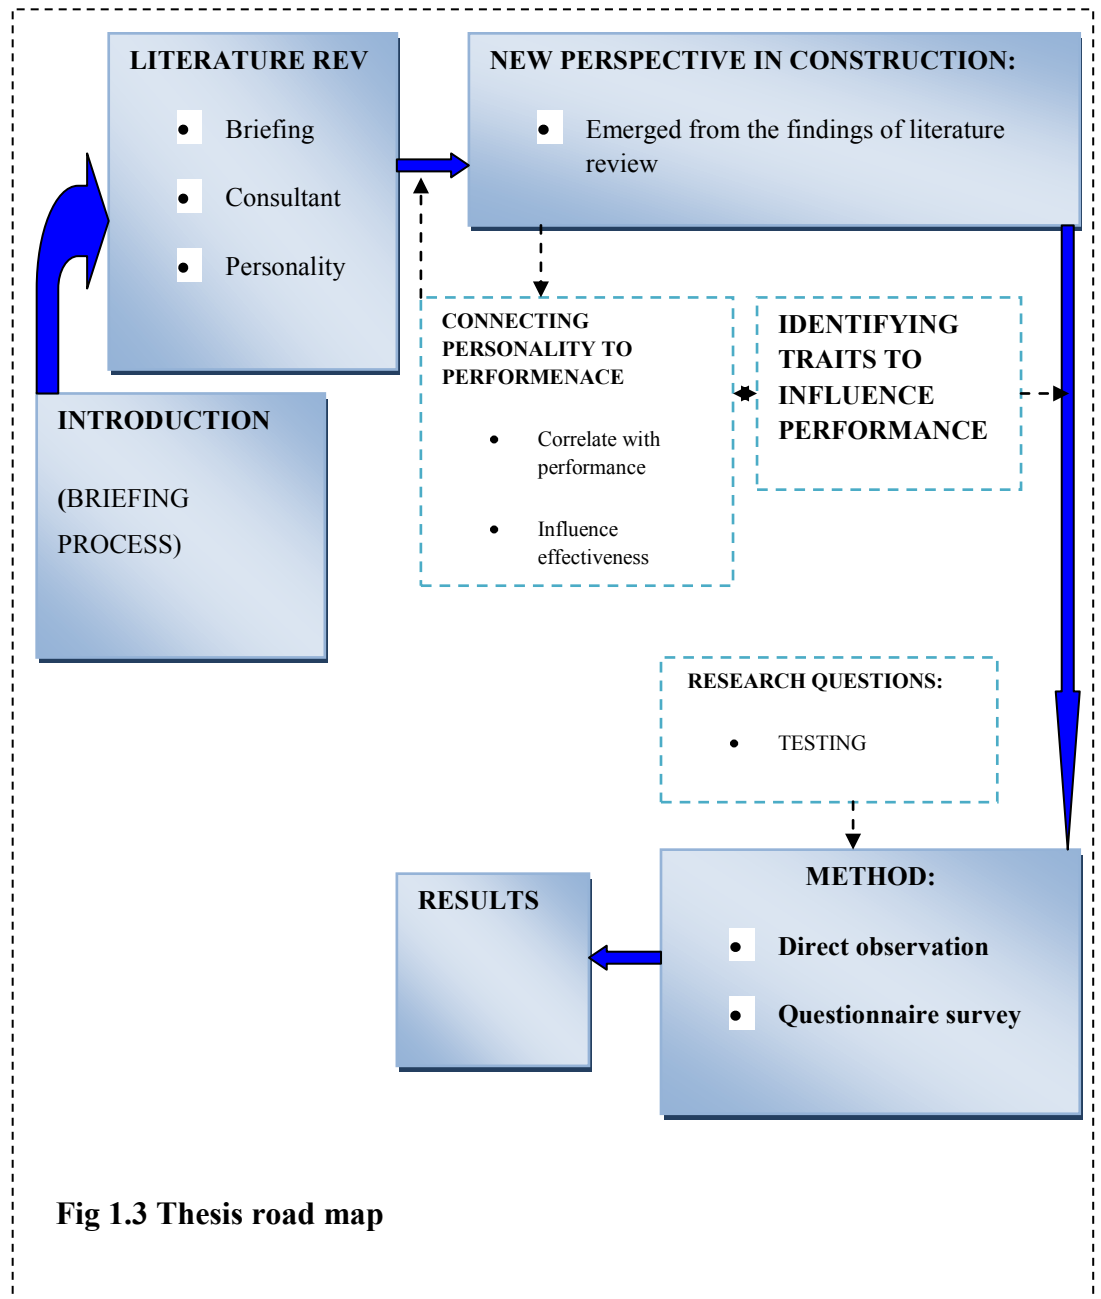 LITERATURE REV
• Briefing
• Consultant
• Personality
NEW PERSPECTIVE IN CONSTRUCTION:
• Emerged from the findings of literature
review
INTRODUCTION
(BRIEFING
PROCESS)
CONNECTING
PERSONALITY TO
PERFORMENACE
• Correlate with
performance
• Influence
effectiveness
IDENTIFYING
TRAITS TO
INFLUENCE
PERFORMANCE
RESEARCH QUESTIONS:
• TESTING
METHOD:
• Direct observation
• Questionnaire survey
RESULTS
Fig 1.3 Thesis road map